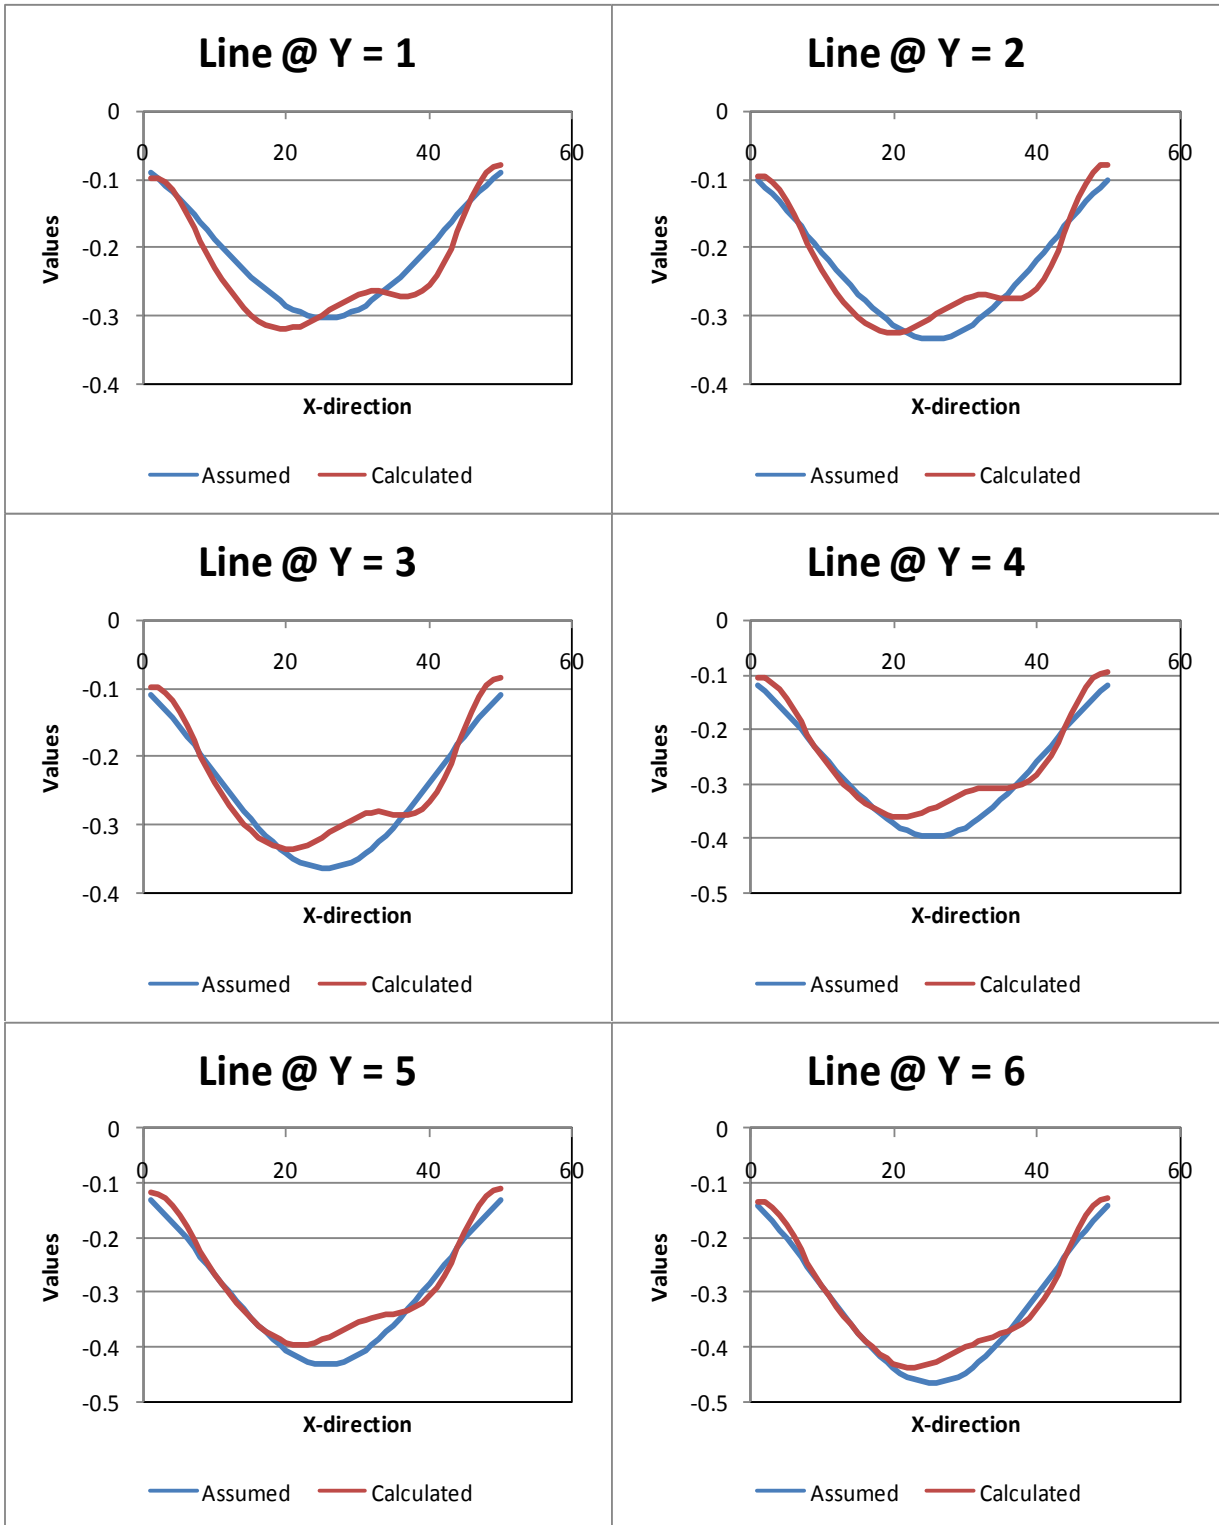 Line @ Y = 1
0
0 20 40 60
-0.1
-0.2
-0.3
-0.4
Values
X-direction
Assumed Calculated
Line @ Y = 2
0
0 20 40 60
-0.1
-0.2
-0.3
-0.4
Values
X-direction
Assumed Calculated
Line @ Y = 3
0
0 20 40 60
-0.1
-0.2
-0.3
-0.4
Values
X-direction
Assumed Calculated
Line @ Y = 4
0
0 20 40 60
-0.1
-0.2
-0.3
-0.4
-0.5
Values
X-direction
Assumed Calculated
Line @ Y = 5
0
0 20 40 60
-0.1
-0.2
-0.3
-0.4
-0.5
Values
X-direction
Assumed Calculated
Line @ Y = 6
0
0 20 40 60
-0.1
-0.2
-0.3
-0.4
-0.5
Values
X-direction
Assumed Calculated